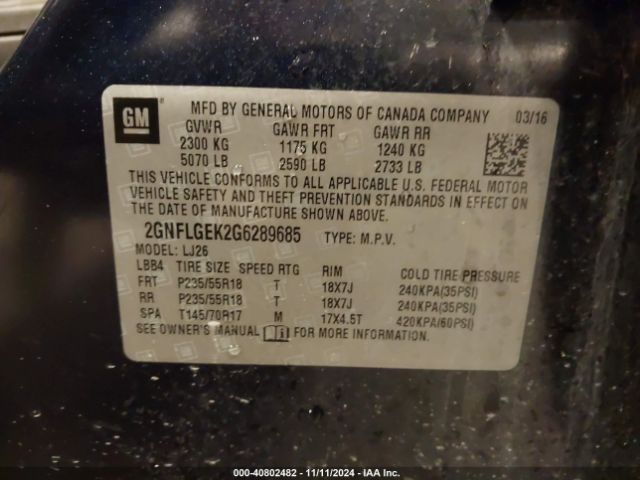 GM
MFD BY GENERAL MOTORS OF CANADA COMPANY 03/16
GVWR GAWR FRT GAWR RR
2300 KG 1175 KG 1240 KG
5070 LB 2590 LB 2733 LB
THIS VEHICLE CONFORMS TO ALL APPLICABLE U.S. FEDERAL MOTOR
VEHICLE SAFETY AND THEFT PREVENTION STANDARDS IN EFFECT ON
THE DATE OF MANUFACTURE SHOWN ABOVE.
2GNFLGEK2G6289685 TYPE: M.P.V.
MODEL: LJ26
LBB4 TIRE SIZE SPEED RTG RIM COLD TIRE PRESSURE
FRT P235/55R18 T 18X7J 240KPA(35PSI)
RR P235/55R18 T 18X7J 240KPA(35PSI)
SPA T145/70R17 M 17X4.5T 420KPA(60PSI)
SEE OWNER'S MANUAL FOR MORE INFORMATION.
000-40802482 - 11/11/2024 - IAA Inc.